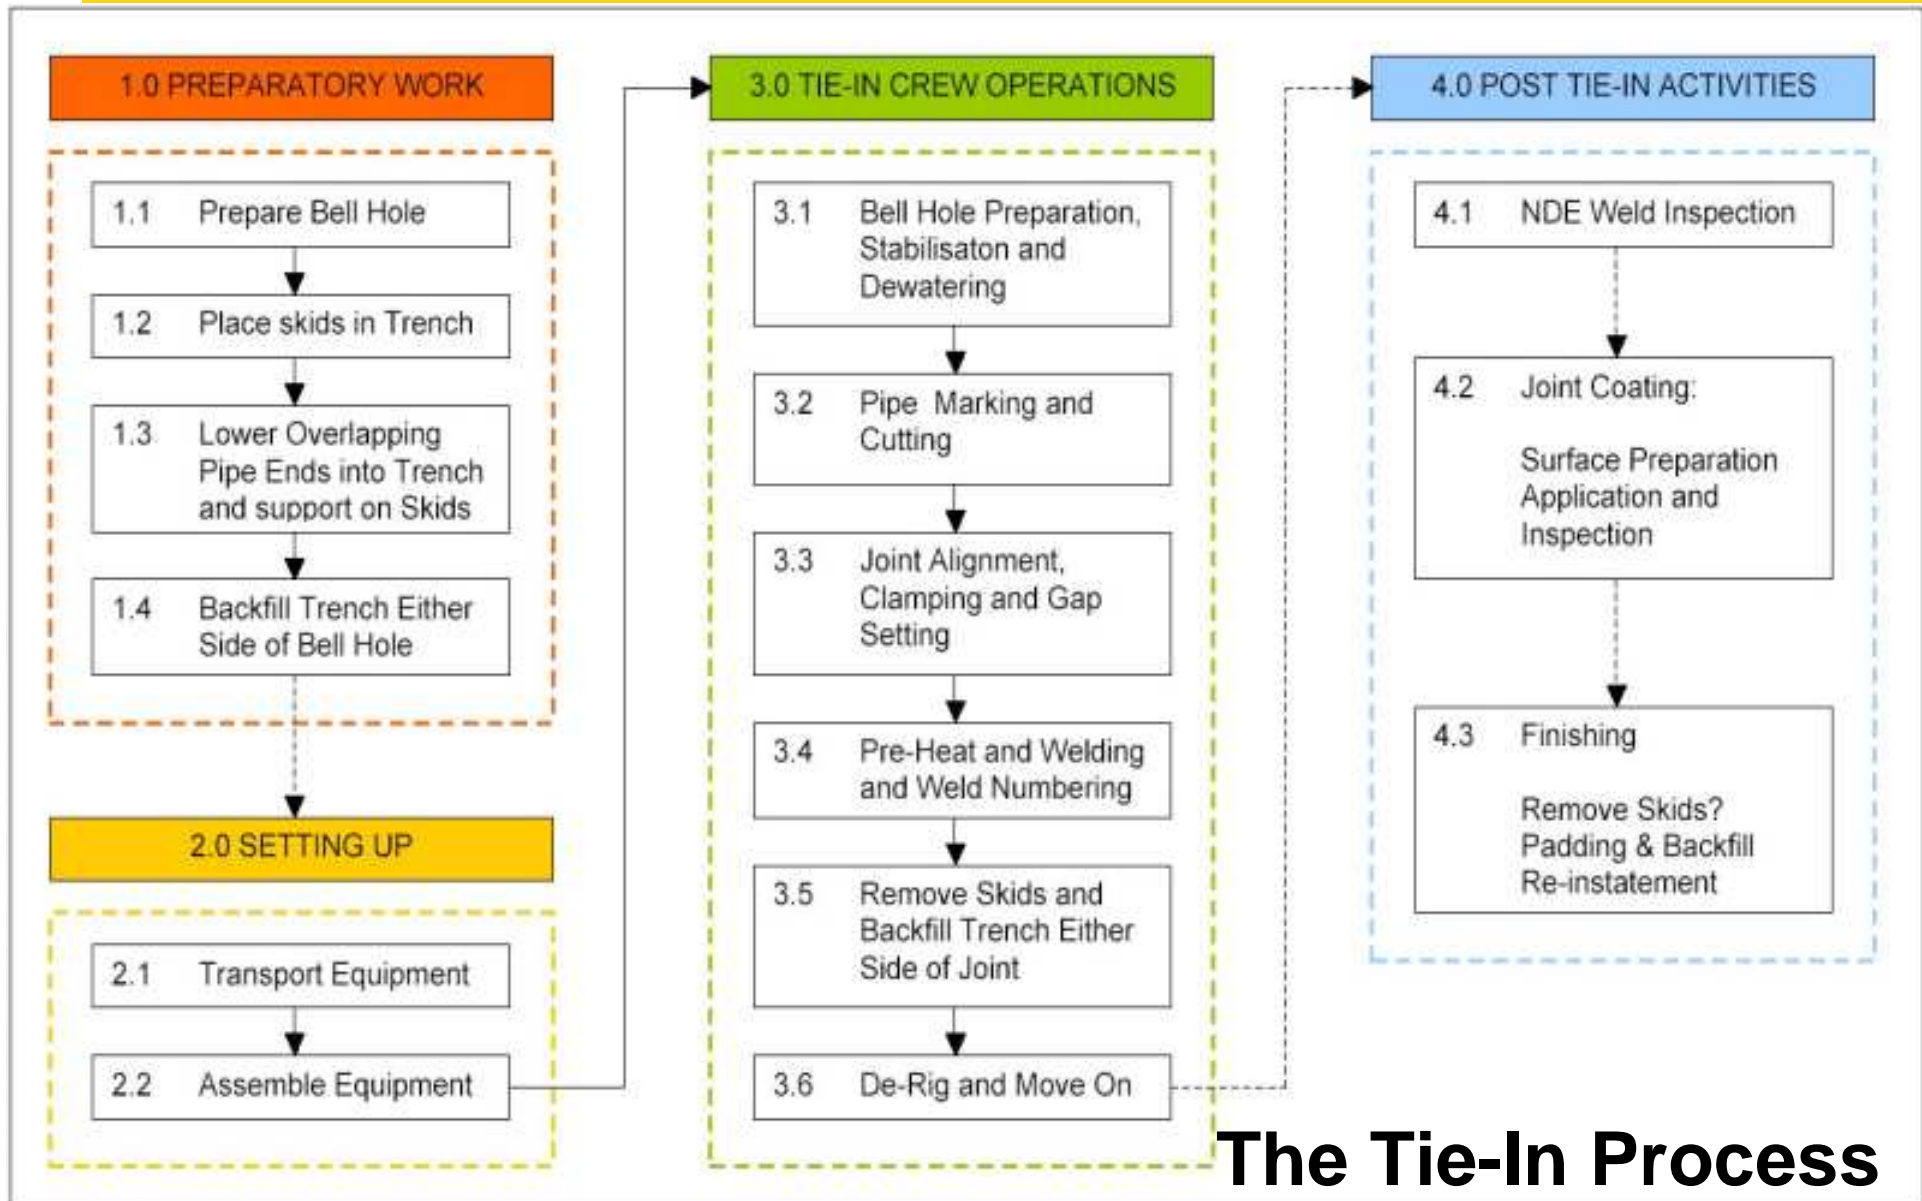 1.0 PREPARATORY WORK
1.1 Prepare Bell Hole
1.2 Place skids in Trench
1.3 Lower Overlapping
Pipe Ends into Trench
and support on Skids
1.4 Backfill Trench Either
Side of Bell Hole
2.0 SETTING UP
2.1 Transport Equipment
2.2 Assemble Equipment
3.0 TIE-IN CREW OPERATIONS
3.1 Bell Hole Preparation,
Stabilisaton and
Dewatering
3.2 Pipe Marking and
Cutting
3.3 Joint Alignment,
Clamping and Gap
Setting
3.4 Pre-Heat and Welding
and Weld Numbering
3.5 Remove Skids and
Backfill Trench Either
Side of Joint
3.6 De-Rig and Move On
4.0 POST TIE-IN ACTIVITIES
4.1 NDE Weld Inspection
4.2 Joint Coating:
Surface Preparation
Application and
Inspection
4.3 Finishing
Remove Skids?
Padding & Backfill
Re-instatement
The Tie-In Process